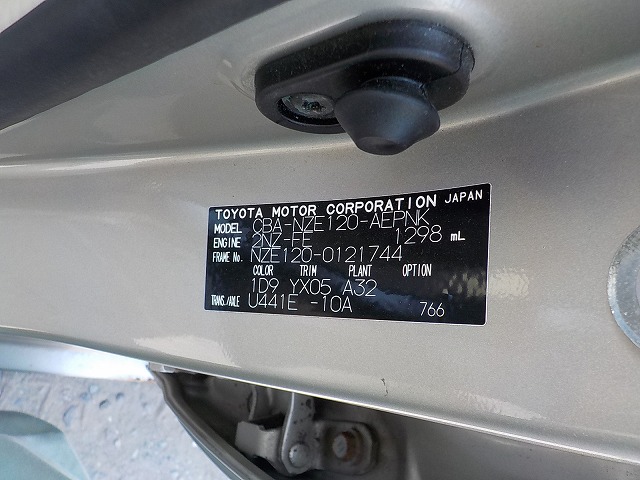 TOYOTA MOTOR CORPORATION JAPAN
MODEL CBA-NZE120-AEPNK
ENGINE 2NZ-FE 1298 mL
FRAME No. NZE120-0121744
COLOR TRIM PLANT OPTION
1D9 YX05 A32
TRANS./AXLE U441E -10A 766